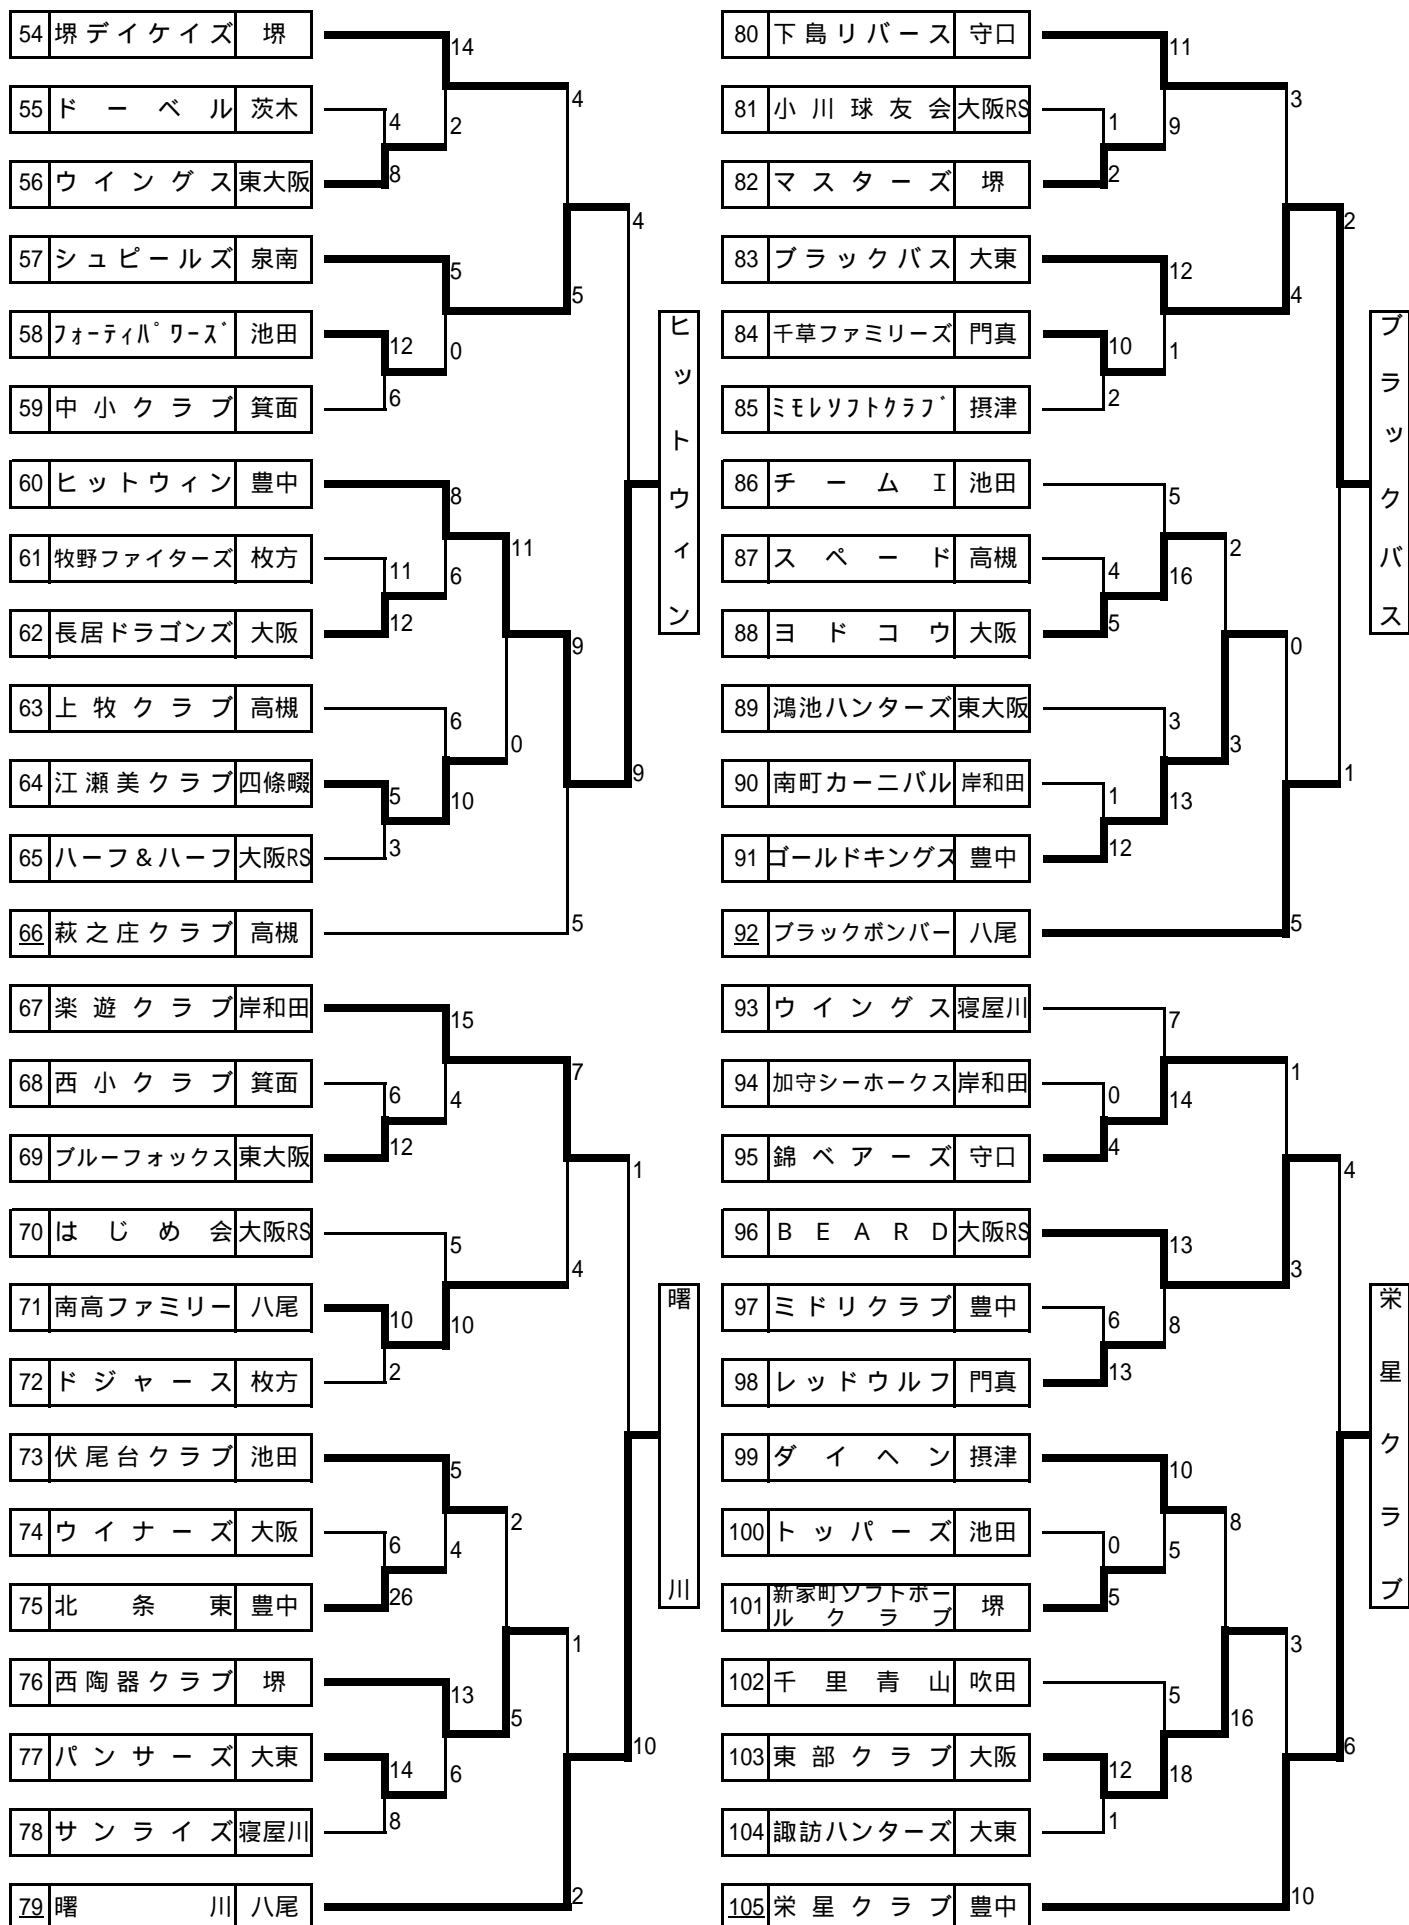 54 堺デイケイズ 堺
14
55 ドーベル 茨木
4
4
2
56 ウイングス 東大阪
8
4
57 シュピールズ 泉南
5
5
58 フォーティパワーズ 池田
12
0
59 中小クラブ 箕面
6
60 ヒットウィン 豊中
8
61 牧野ファイターズ 枚方
11
11
6
62 長居ドラゴンズ 大阪
12
9
63 上牧クラブ 高槻
6
0
64 江瀬美クラブ 四條畷
5
10
9
65 ハーフ&ハーフ 大阪RS
3
66 萩之庄クラブ 高槻
5
ヒットウィン
67 楽遊クラブ 岸和田
15
68 西小クラブ 箕面
6
4
7
69 ブルーフォックス 東大阪
12
1
70 はじめ会 大阪RS
5
4
71 南高ファミリー 八尾
10
10
72 ドジャース 枚方
2
73 伏尾台クラブ 池田
5
74 ウイナーズ 大阪
6
4
2
75 北条東 豊中
26
1
76 西陶器クラブ 堺
13
5
77 パンサーズ 大東
14
6
10
78 サンライズ 寝屋川
8
79 曙川 八尾
2
曙川
80 下島リバース 守口
11
81 小川球友会 大阪RS
1
9
3
82 マスターズ 堺
2
2
83 ブラックバス 大東
12
4
84 千草ファミリーズ 門真
10
1
85 ミモレソフトクラブ 摂津
2
86 チームI 池田
5
87 スペード 高槻
4
16
2
88 ヨドコウ 大阪
5
0
89 鴻池ハンターズ 東大阪
3
3
90 南町カーニバル 岸和田
1
13
1
91 ゴールドキングス 豊中
12
92 ブラックボンバー 八尾
5
ブラックバス
93 ウイングス 寝屋川
7
94 加守シーホークス 岸和田
0
14
1
95 錦ベアーズ 守口
4
4
96 BEARD 大阪RS
13
3
97 ミドリクラブ 豊中
6
8
98 レッドウルフ 門真
13
99 ダイヘン 摂津
10
100 トッパーズ 池田
0
5
8
101 新家町ソフトボールクラブ 堺
5
3
102 千里青山 吹田
5
16
103 東部クラブ 大阪
12
18
6
104 諏訪ハンターズ 大東
1
105 栄星クラブ 豊中
10
栄星クラブ